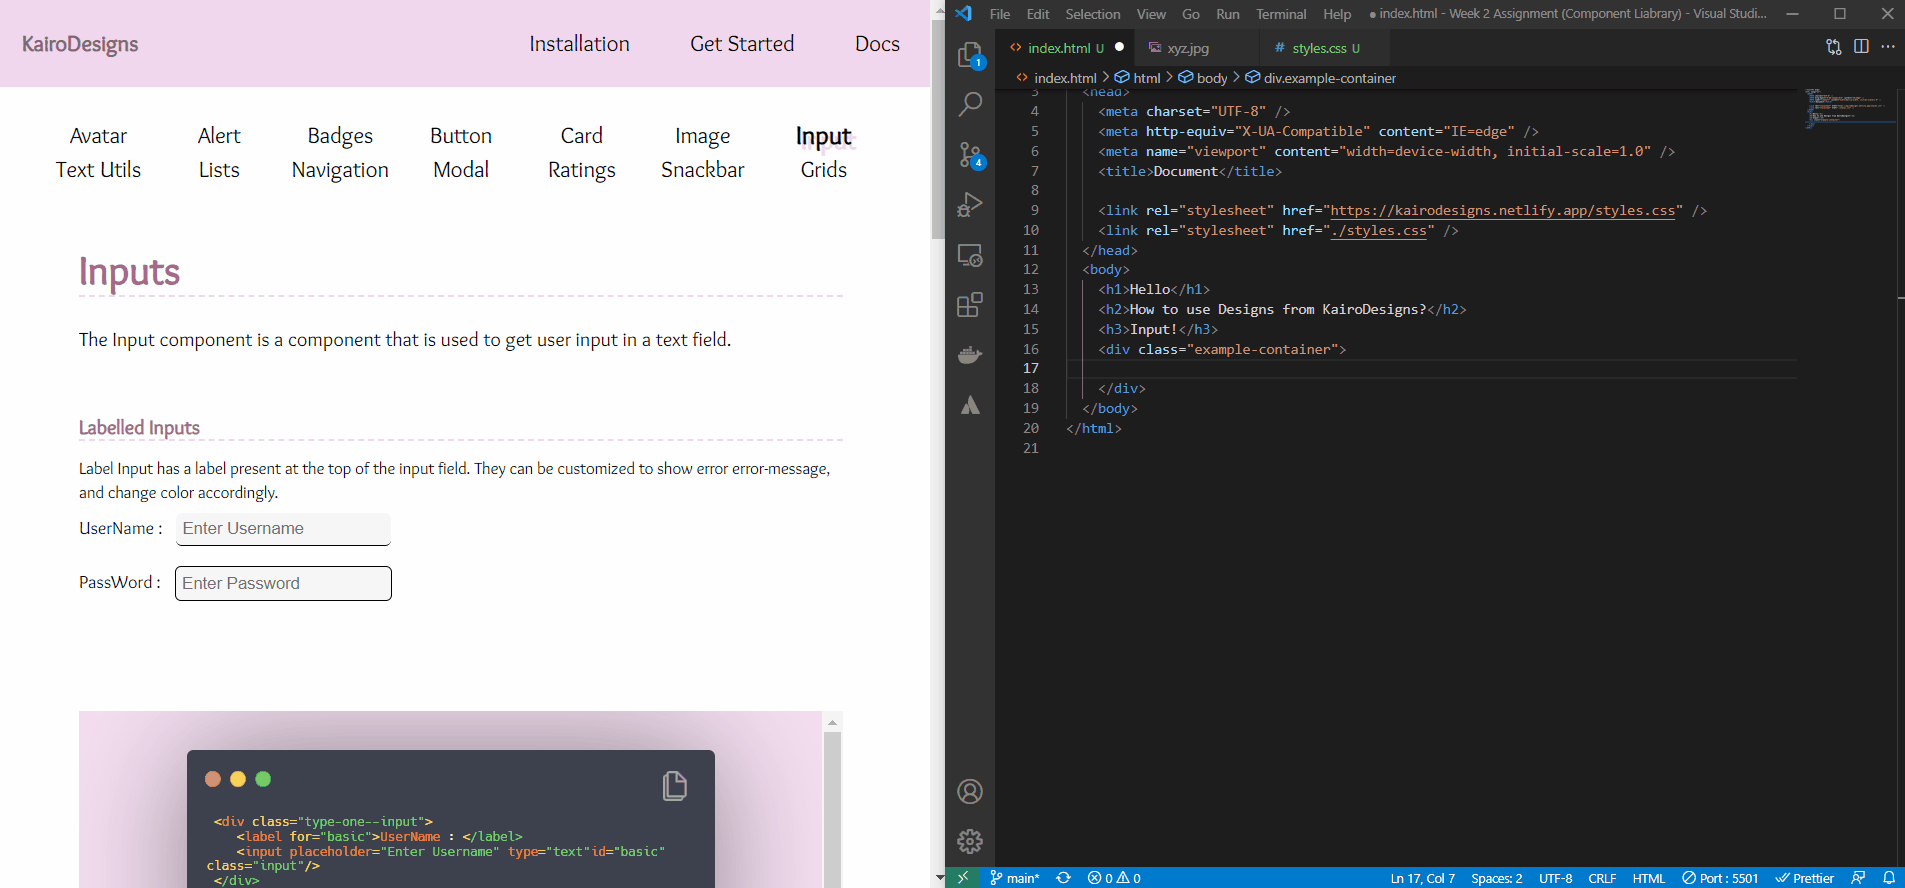 KairoDesigns Installation Get Started Docs
Avatar Alert Badges Button Card Image Input
Text Utils Lists Navigation Modal Ratings Snackbar Grids
Inputs
The Input component is a component that is used to get user input in a text field.
Labelled Inputs
Label Input has a label present at the top of the input field. They can be customized to show error error-message,
and change color accordingly.
UserName : Enter Username
PassWord : Enter Password
<div class="type-one--input">
<label for="basic">UserName : </label>
<input placeholder="Enter Username" type="text"id="basic"
class="input"/>
</div>
File Edit Selection View Go Run Terminal Help ● index.html - Week 2 Assignment (Component Liabrary) - Visual Studi...
index.html U ● xyz.jpg # styles.css U
index.html > html > body > div.example-container
1
4
3 <head>
4 <meta charset="UTF-8" />
5 <meta http-equiv="X-UA-Compatible" content="IE=edge" />
6 <meta name="viewport" content="width=device-width, initial-scale=1.0" />
7 <title>Document</title>
8
9 <link rel="stylesheet" href="https://kairodesigns.netlify.app/styles.css" />
10 <link rel="stylesheet" href="./styles.css" />
11 </head>
12 <body>
13 <h1>Hello</h1>
14 <h2>How to use Designs from KairoDesigns?</h2>
15 <h3>Input!</h3>
16 <div class="example-container">
17
18 </div>
19 </body>
20 </html>
21
main* 0 0 Ln 17, Col 7 Spaces: 2 UTF-8 CRLF HTML Port : 5501 Prettier